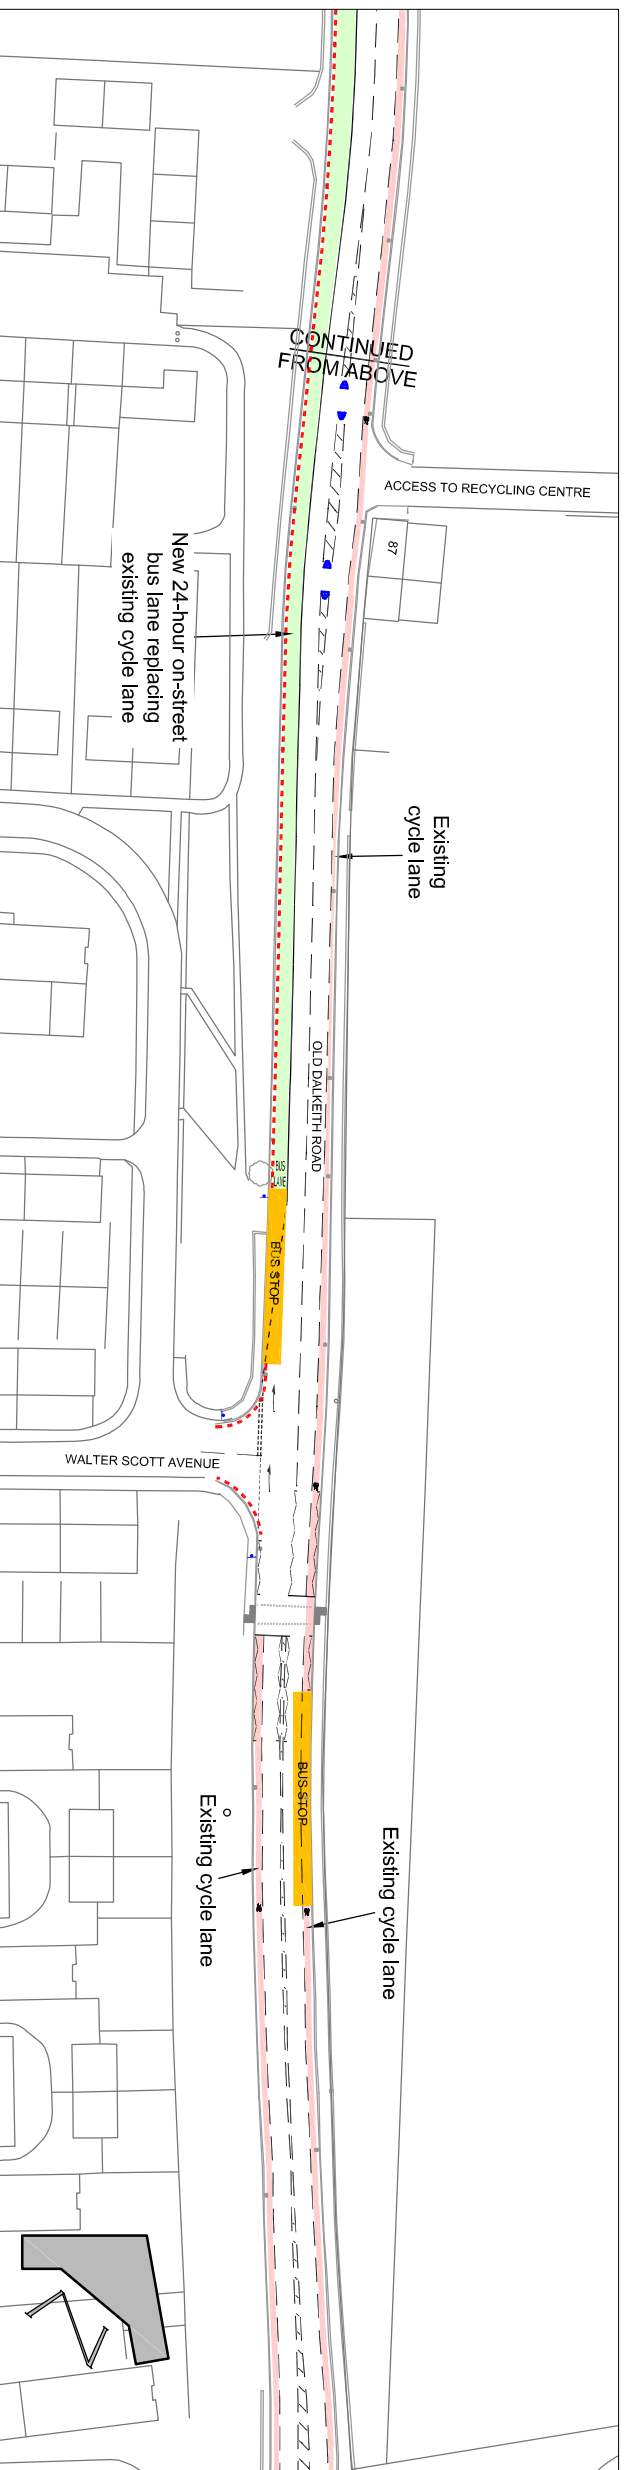 CONTINUED
FROM ABOVE
ACCESS TO RECYCLING CENTRE
87
New 24-hour on-street
bus lane replacing
existing cycle lane
Existing
cycle lane
OLD DALKEITH ROAD
BUS
LANE
BUS STOP
WALTER SCOTT AVENUE
BUS STOP
Existing cycle lane
Existing cycle lane
N